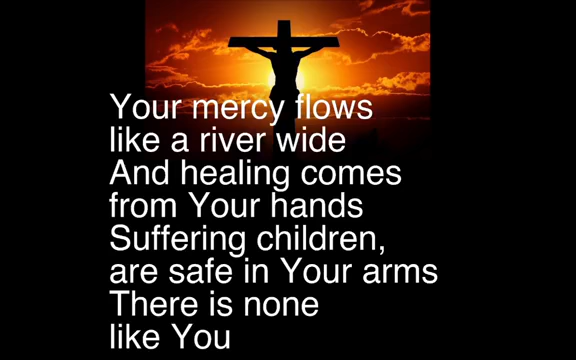 Your mercy flows
like a river wide
And healing comes
from Your hands
Suffering children,
are safe in Your arms
There is none
like You